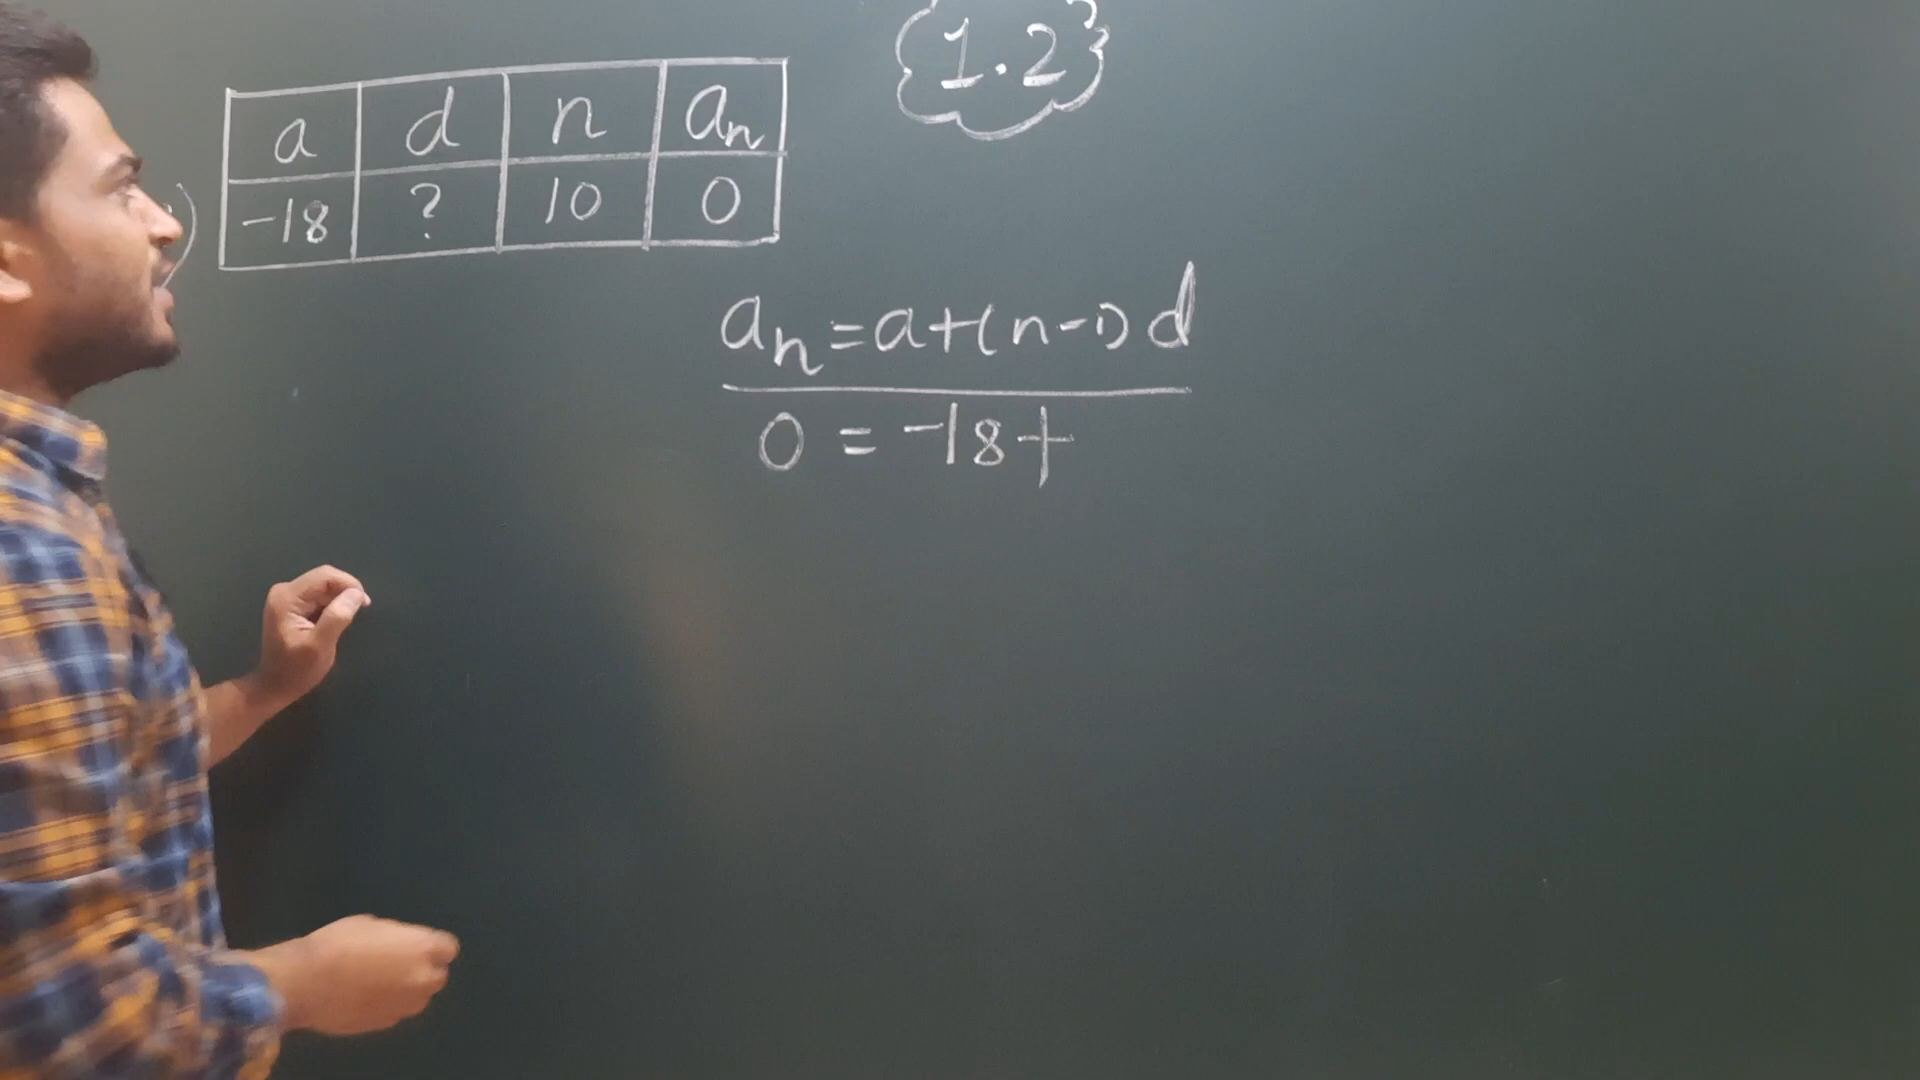 1.2
a d n an
-18 ? 10 0
an=a+(n-1)d
0 = -18+